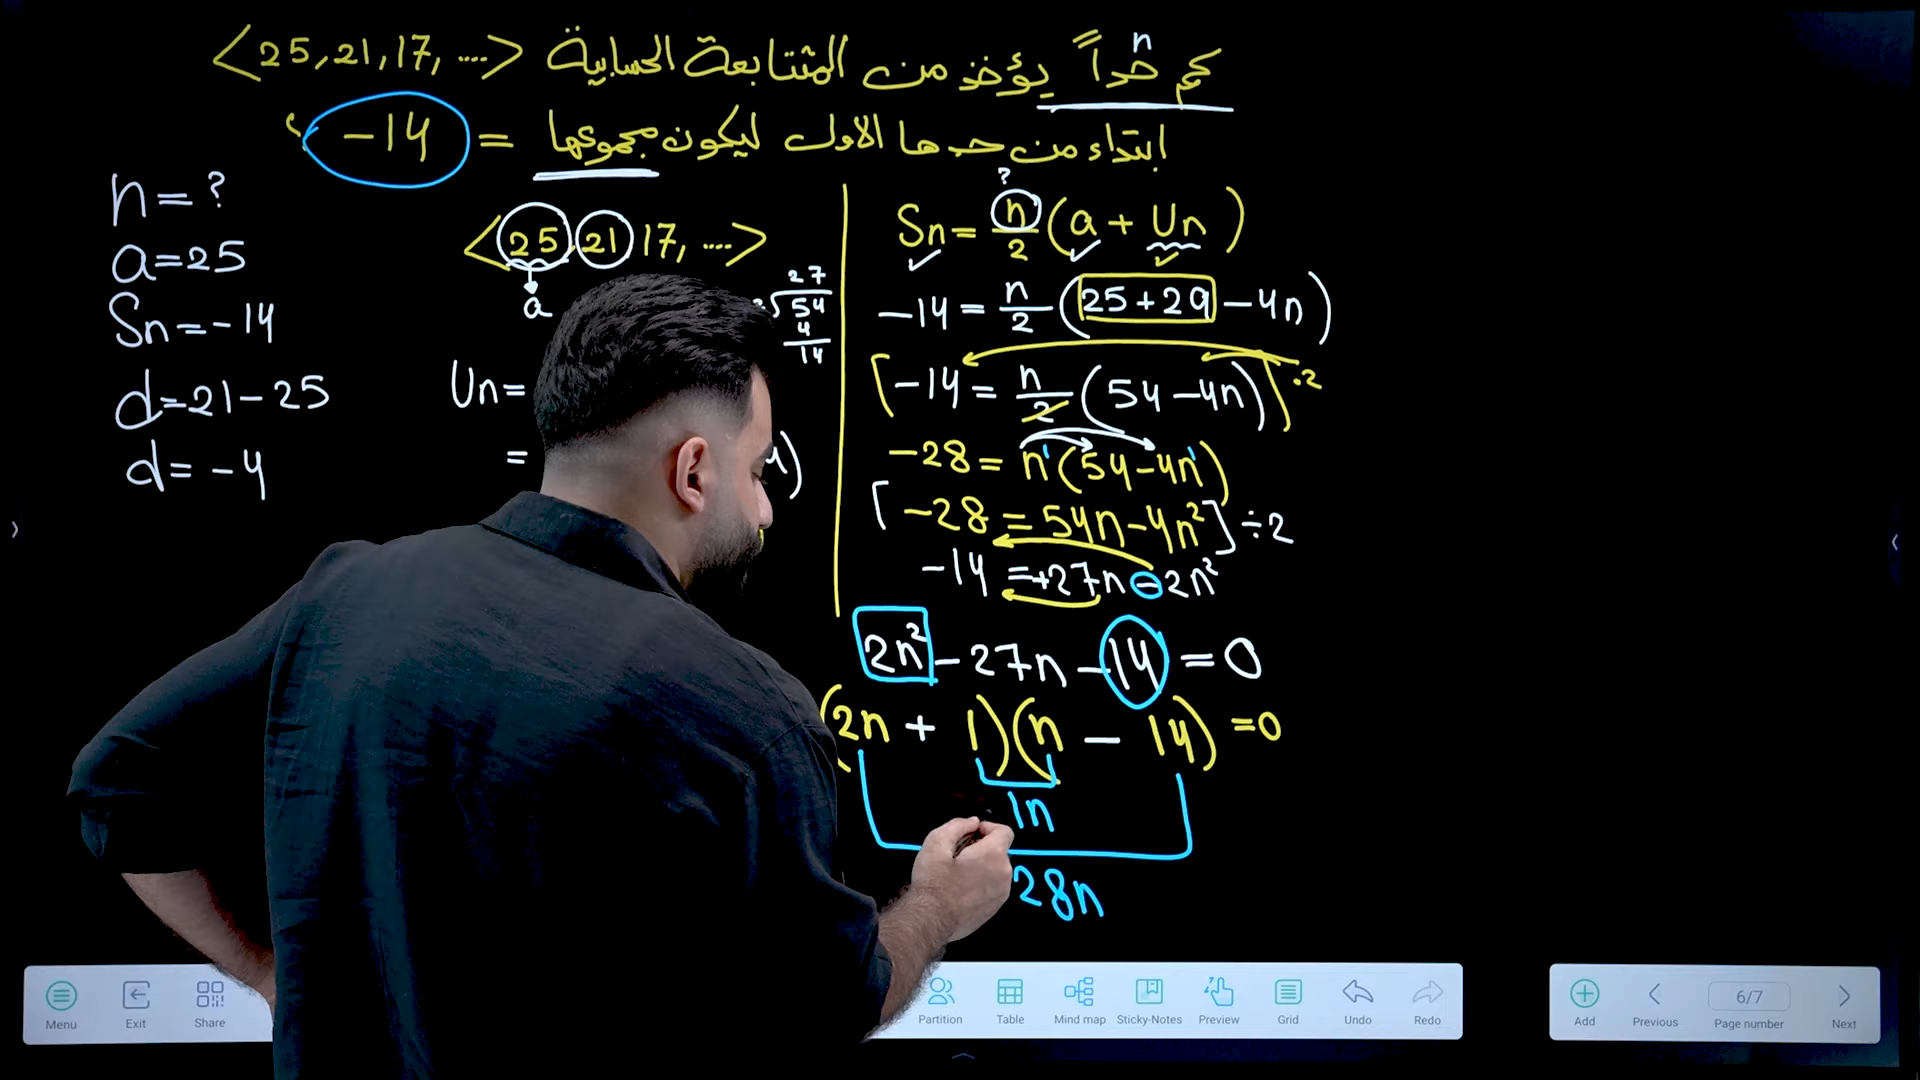 كم حداً يؤخذ من المتتابعة الحسابية <25, 21, 17, ....>
n
ابتداء من حدها الاول ليكون مجموعها = -14 ؟
n = ?
a=25
Sn=-14
d=21-25
d= -4
<25, 21, 17, ....>
a
Un=
=
27
54
4
14
?
Sn= n/2 (a + Un)
-14 = n/2 (25+29 -4n)
[-14 = n/2 (54-4n)] .2
-28 = n(54-4n)
[-28 = 54n-4n²] ÷2
-14 =+27n-2n²
2n² -27n -14 = 0
(2n + 1)(n - 14) =0
1n
28n
Menu
Exit
Share
Partition
Table
Mind map
Sticky-Notes
Preview
Grid
Undo
Redo
Add
Previous
6/7
Page number
Next